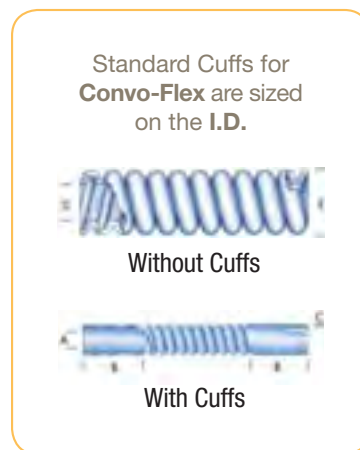 Standard Cuffs for
Convo-Flex are sized
on the I.D.
Without Cuffs
A
B
B
With Cuffs